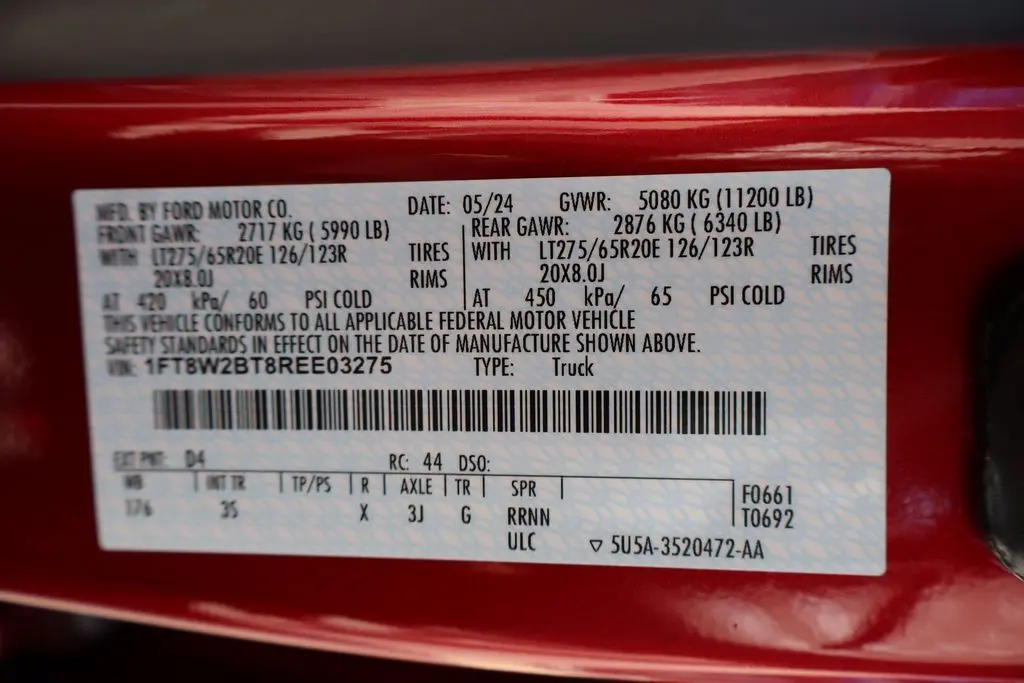 MFD. BY FORD MOTOR CO. DATE: 05/24 GVWR: 5080 KG (11200 LB)
FRONT GAWR: 2717 KG ( 5990 LB) REAR GAWR: 2876 KG ( 6340 LB)
WITH LT275/65R20E 126/123R TIRES WITH LT275/65R20E 126/123R TIRES
20X8.0J RIMS 20X8.0J RIMS
AT 420 kPa/ 60 PSI COLD AT 450 kPa/ 65 PSI COLD
THIS VEHICLE CONFORMS TO ALL APPLICABLE FEDERAL MOTOR VEHICLE
SAFETY STANDARDS IN EFFECT ON THE DATE OF MANUFACTURE SHOWN ABOVE.
VIN: 1FT8W2BT8REE03275 TYPE: Truck
EXT PNT: D4 RC: 44 DSO:
WB INT TR TP/PS R AXLE TR SPR F0661
176 3S X 3J G RRNN T0692
ULC ▽ 5U5A-3520472-AA